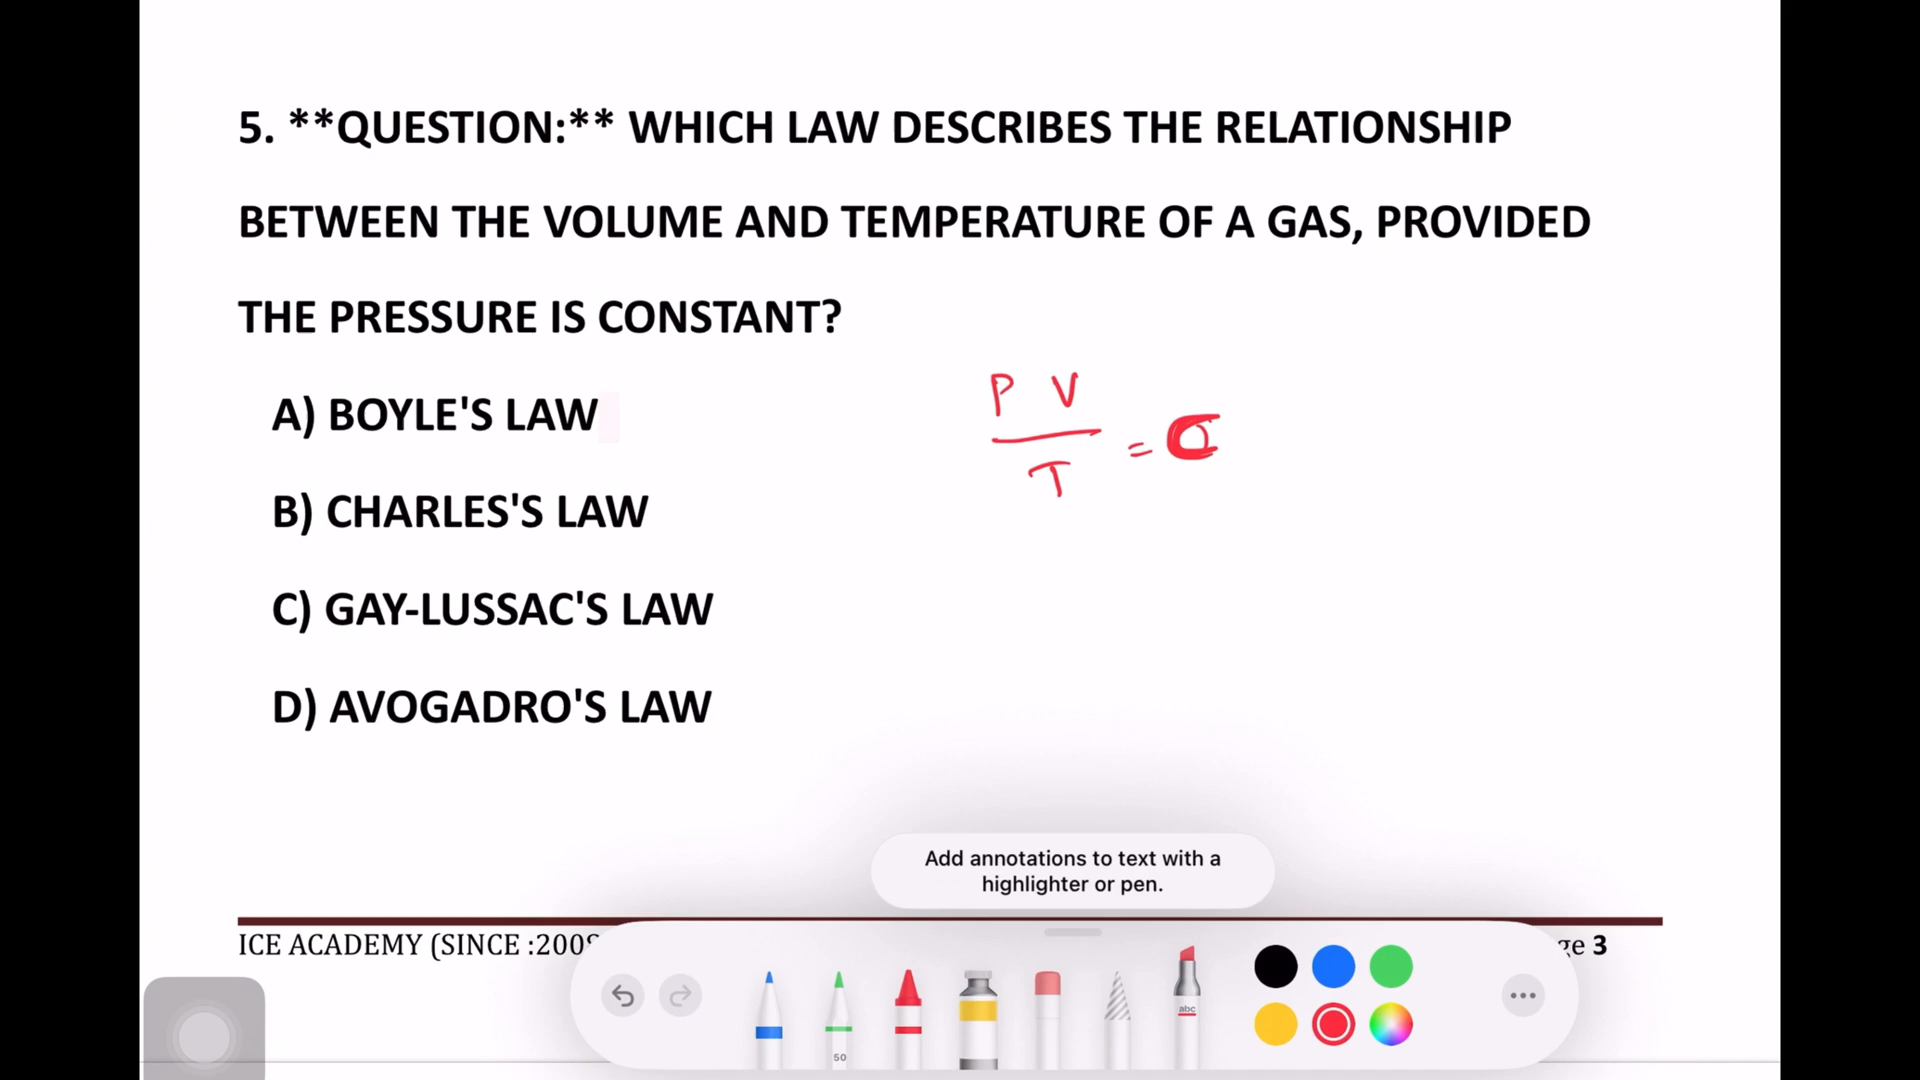 5. **QUESTION:** WHICH LAW DESCRIBES THE RELATIONSHIP
BETWEEN THE VOLUME AND TEMPERATURE OF A GAS, PROVIDED
THE PRESSURE IS CONSTANT?
A) BOYLE'S LAW
B) CHARLES'S LAW
C) GAY-LUSSAC'S LAW
D) AVOGADRO'S LAW
P V
T
=
Add annotations to text with a
highlighter or pen.
ICE ACADEMY (SINCE :200
ge 3
50
abc